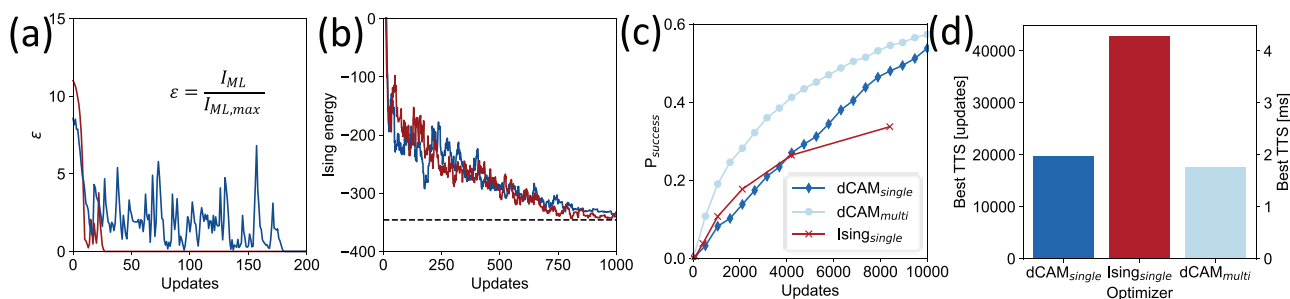 (a)
15
10
5
0
ε
ε = I_ML / I_ML,max
0 50 100 150 200
Updates
(b)
0
−100
−200
−300
−400
Ising energy
0 250 500 750 1000
Updates
(c)
0.6
0.4
0.2
0.0
P_success
dCAM_single
dCAM_multi
Ising_single
0 2000 4000 6000 8000 10000
Updates
(d)
40000
30000
20000
10000
0
Best TTS [updates]
4
3
2
1
0
Best TTS [ms]
dCAM_single Ising_single dCAM_multi
Optimizer